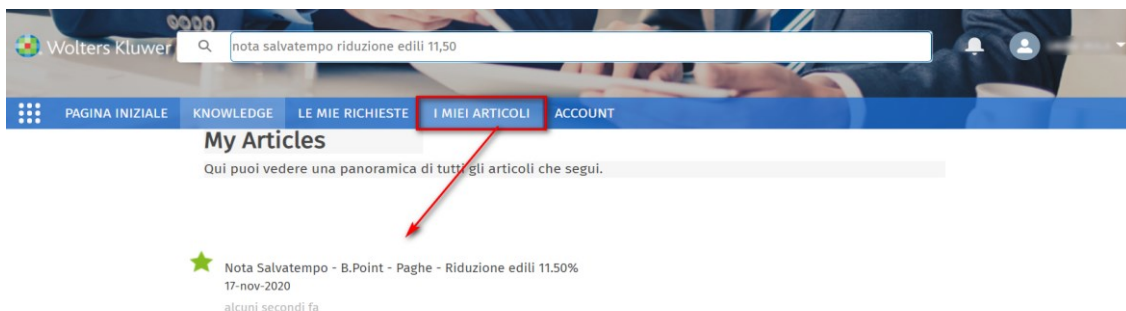 Wolters Kluwer
nota salvatempo riduzione edili 11,50
PAGINA INIZIALE KNOWLEDGE LE MIE RICHIESTE I MIEI ARTICOLI ACCOUNT
My Articles
Qui puoi vedere una panoramica di tutti gli articoli che segui.
Nota Salvatempo - B.Point - Paghe - Riduzione edili 11.50%
17-nov-2020
alcuni secondi fa